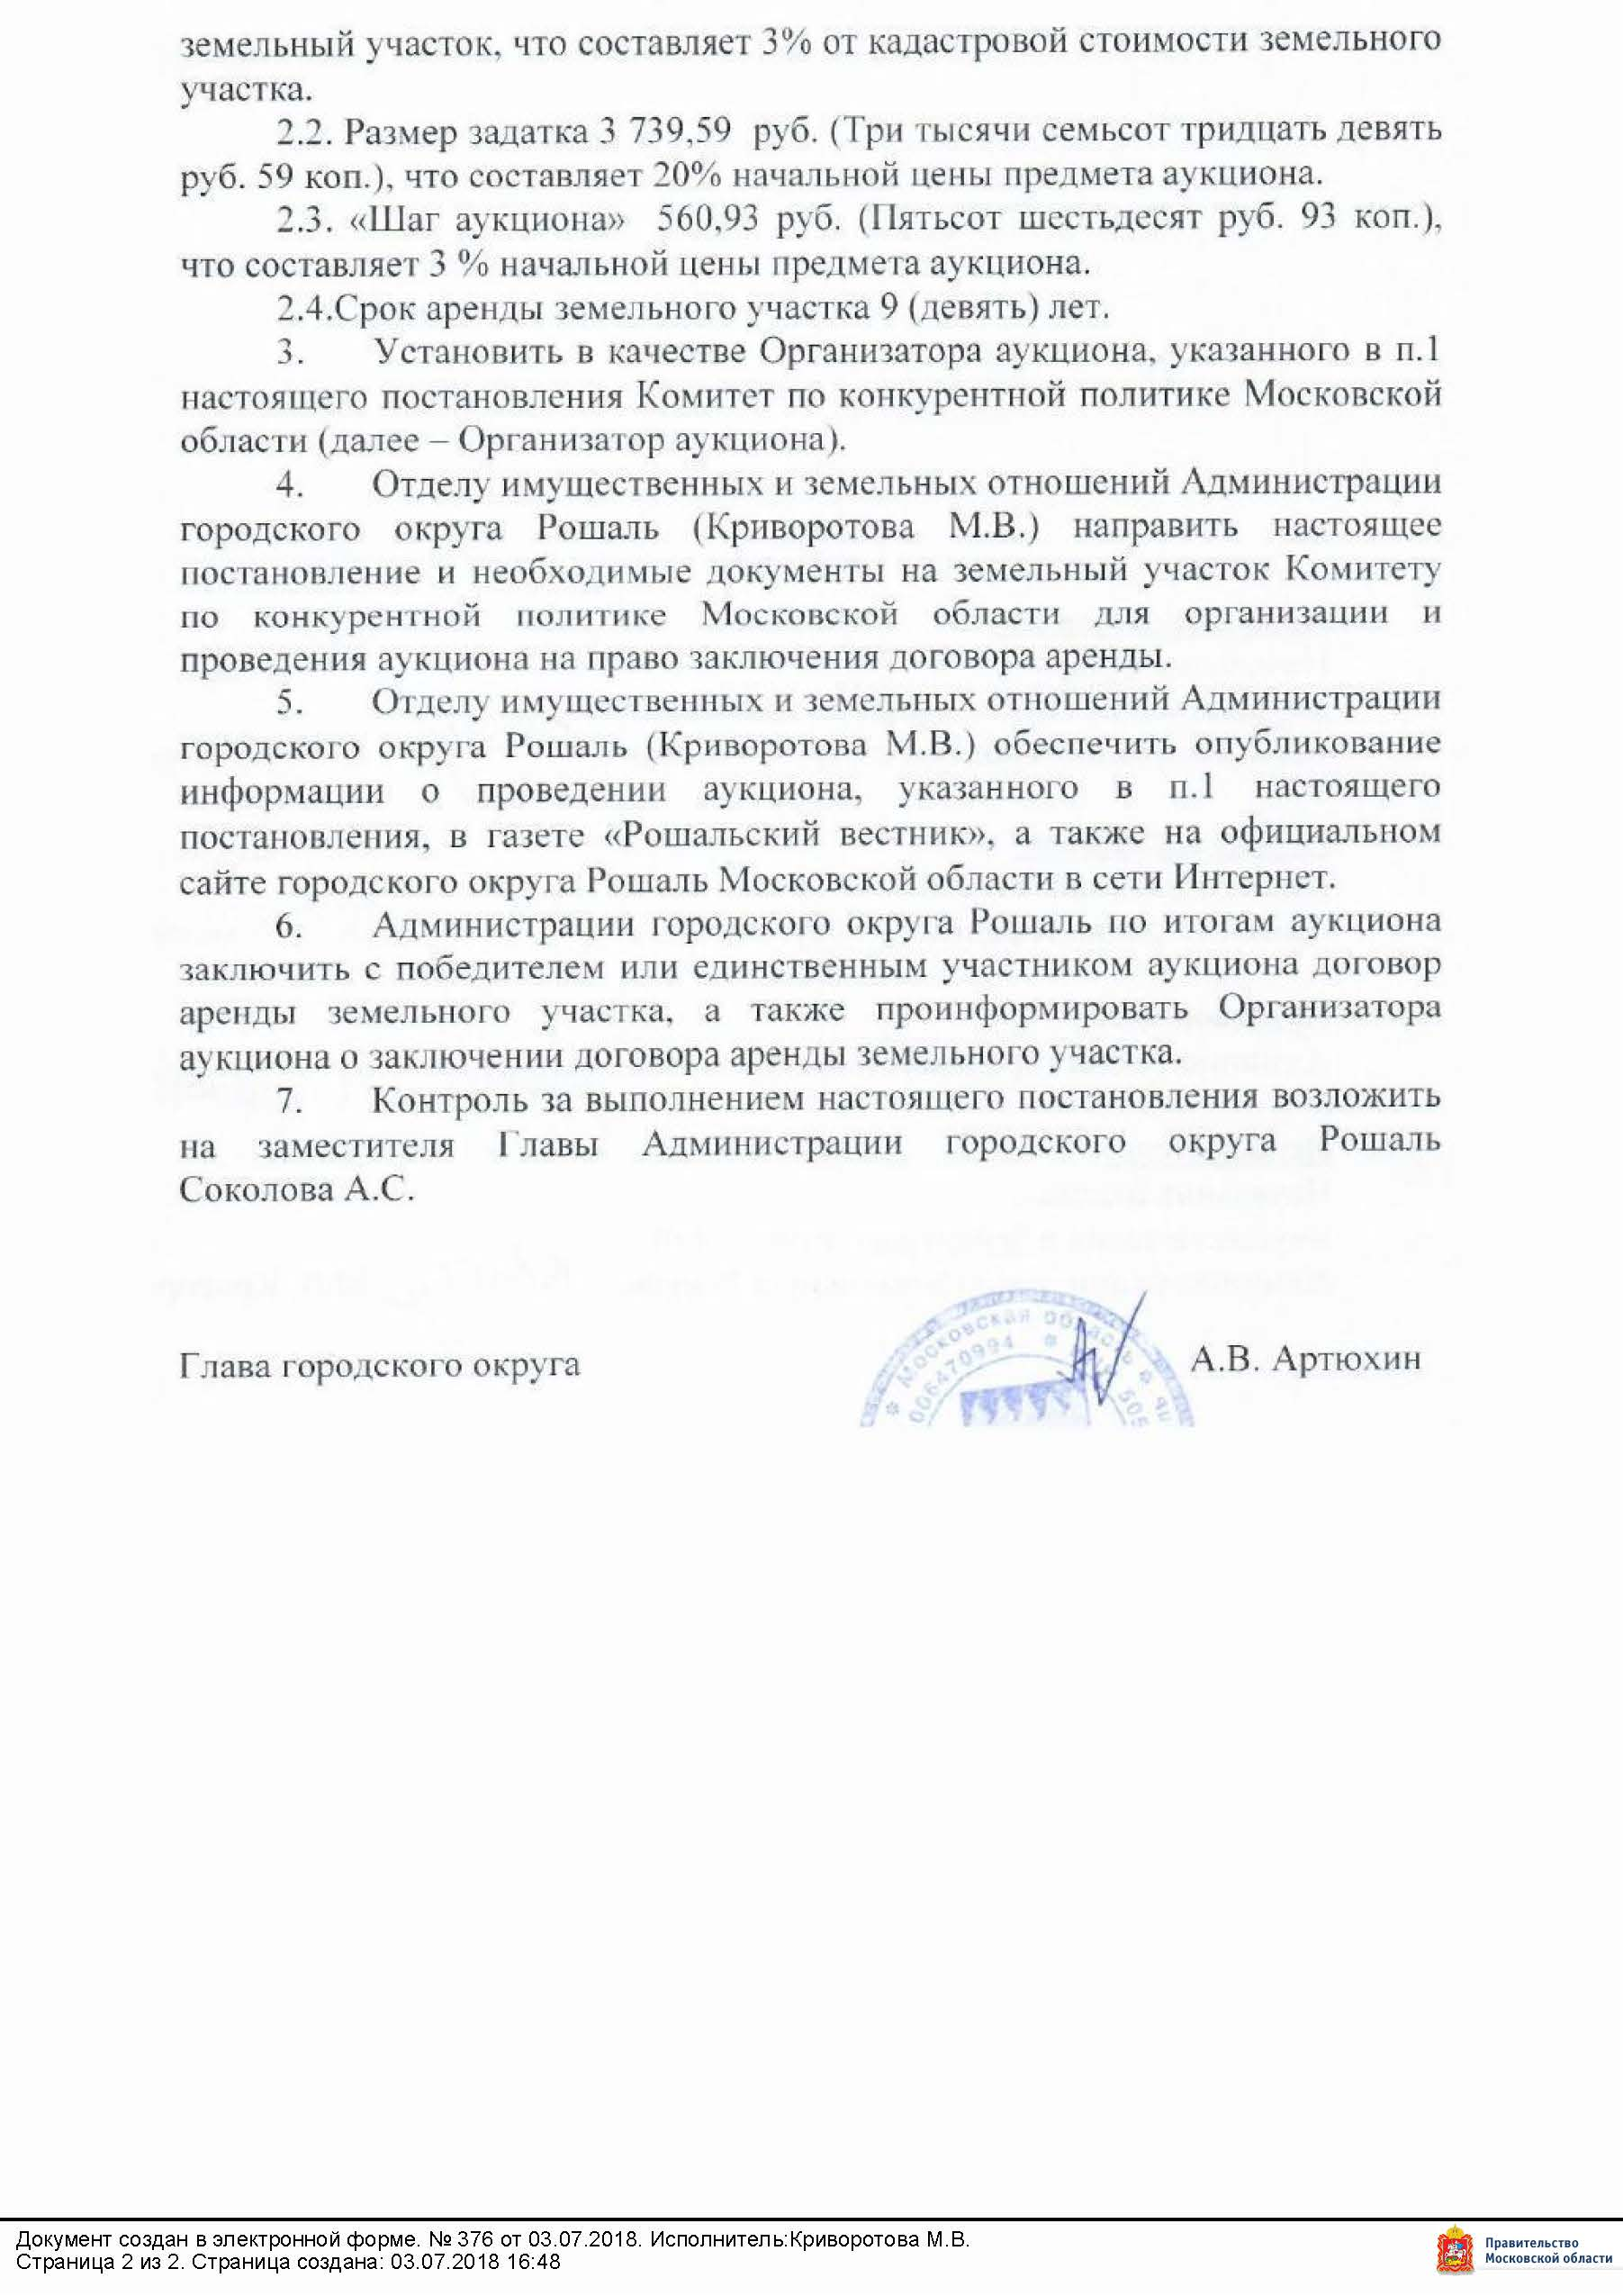 земельный участок, что составляет 3% от кадастровой стоимости земельного
участка.
2.2. Размер задатка 3 739,59 руб. (Три тысячи семьсот тридцать девять
руб. 59 коп.), что составляет 20% начальной цены предмета аукциона.
2.3. «Шаг аукциона» 560,93 руб. (Пятьсот шестьдесят руб. 93 коп.),
что составляет 3 % начальной цены предмета аукциона.
2.4.Срок аренды земельного участка 9 (девять) лет.
3. Установить в качестве Организатора аукциона, указанного в п.1
настоящего постановления Комитет по конкурентной политике Московской
области (далее – Организатор аукциона).
4. Отделу имущественных и земельных отношений Администрации
городского округа Рошаль (Криворотова М.В.) направить настоящее
постановление и необходимые документы на земельный участок Комитету
по конкурентной политике Московской области для организации и
проведения аукциона на право заключения договора аренды.
5. Отделу имущественных и земельных отношений Администрации
городского округа Рошаль (Криворотова М.В.) обеспечить опубликование
информации о проведении аукциона, указанного в п.1 настоящего
постановления, в газете «Рошальский вестник», а также на официальном
сайте городского округа Рошаль Московской области в сети Интернет.
6. Администрации городского округа Рошаль по итогам аукциона
заключить с победителем или единственным участником аукциона договор
аренды земельного участка, а также проинформировать Организатора
аукциона о заключении договора аренды земельного участка.
7. Контроль за выполнением настоящего постановления возложить
на заместителя Главы Администрации городского округа Рошаль
Соколова А.С.
Глава городского округа
Московская область
006470994
505
А.В. Артюхин
Документ создан в электронной форме. № 376 от 03.07.2018. Исполнитель:Криворотова М.В.
Страница 2 из 2. Страница создана: 03.07.2018 16:48
Правительство
Московской области